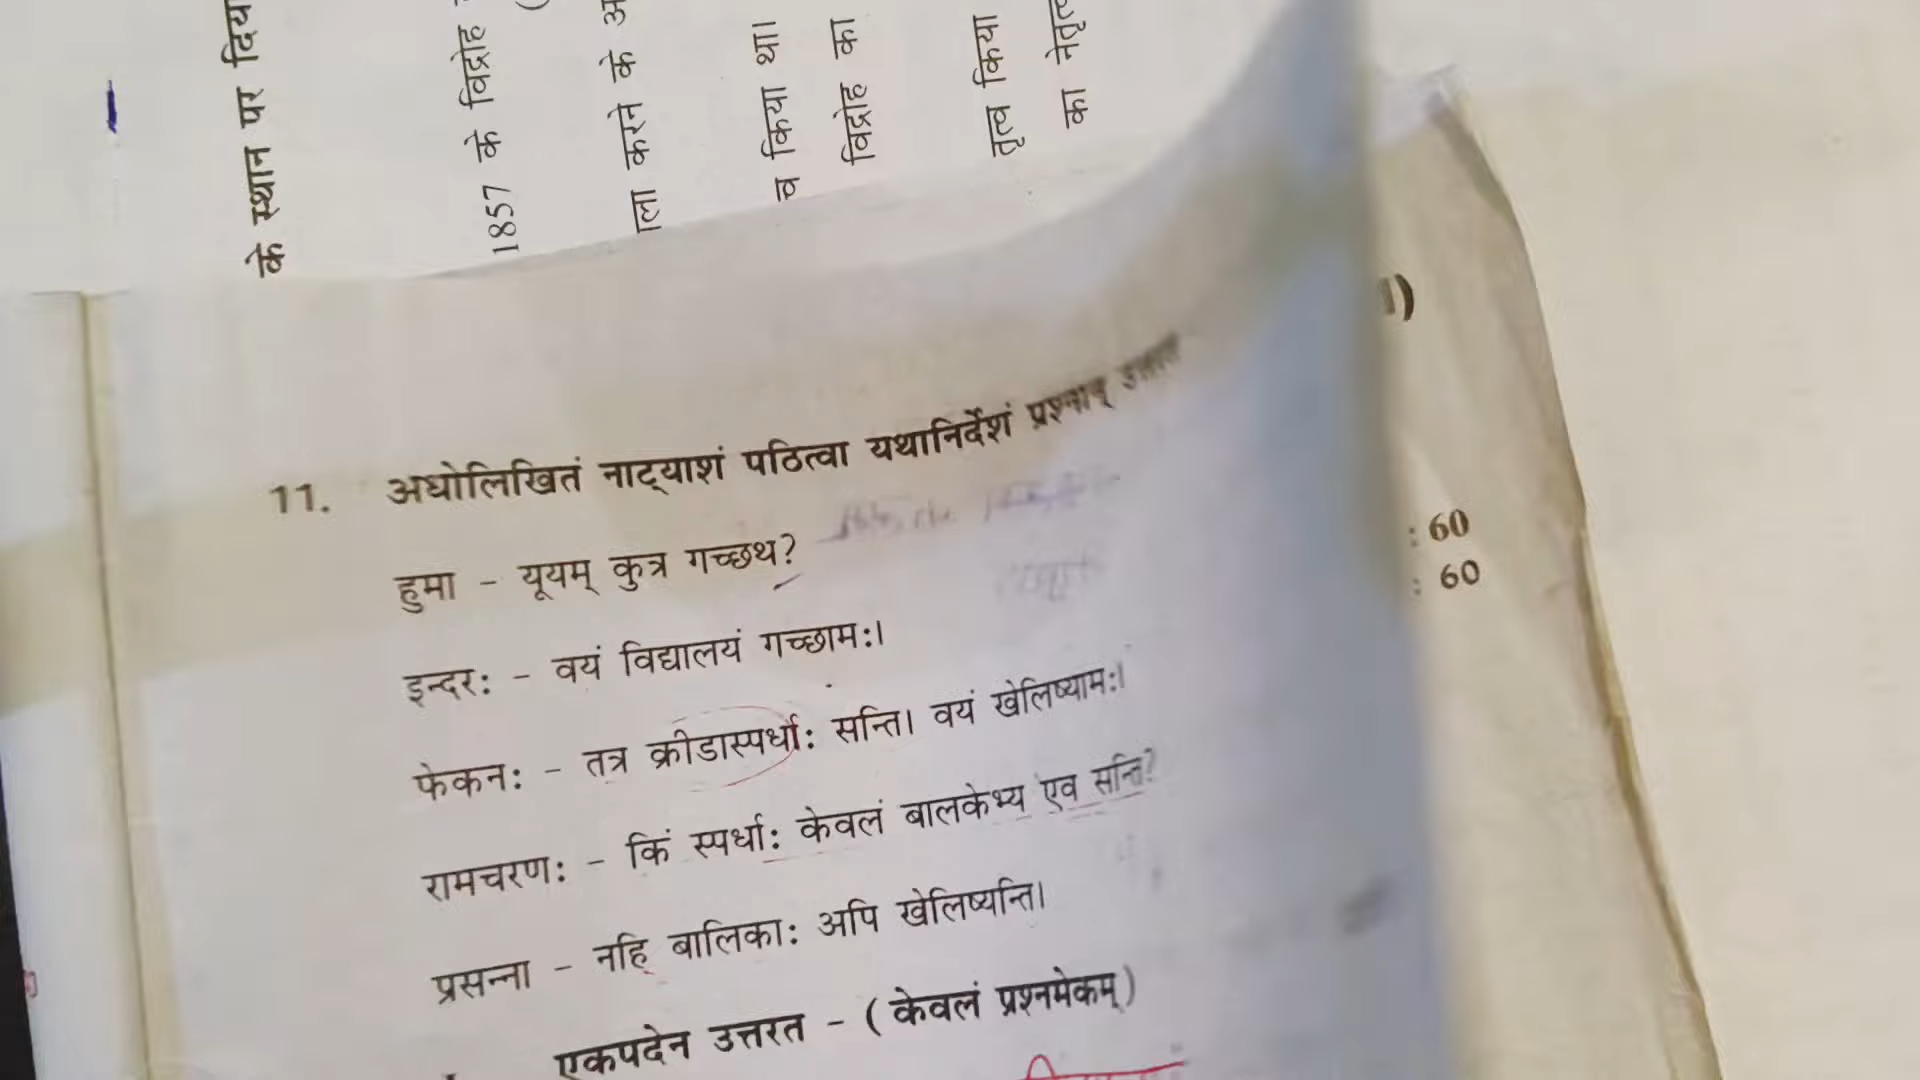 के स्थान पर
1857 के विद्रोह
करने के
किया था।
विद्रोह का
किया
का नेतृत्व
11. अधोलिखितं नाट्याशं पठित्वा यथानिर्देशं प्रश्नान्
हुमा - यूयम् कुत्र गच्छथ?
इन्दरः - वयं विद्यालयं गच्छामः।
फेकनः - तत्र क्रीडास्पर्धाः सन्ति। वयं खेलिष्यामः।
रामचरणः - किं स्पर्धाः केवलं बालकेभ्य एव सन्ति?
प्रसन्ना - नहि् बालिकाः अपि खेलिष्यन्ति।
एकपदेन उत्तरत - (केवलं प्रश्नमेकम्)
: 60
: 60